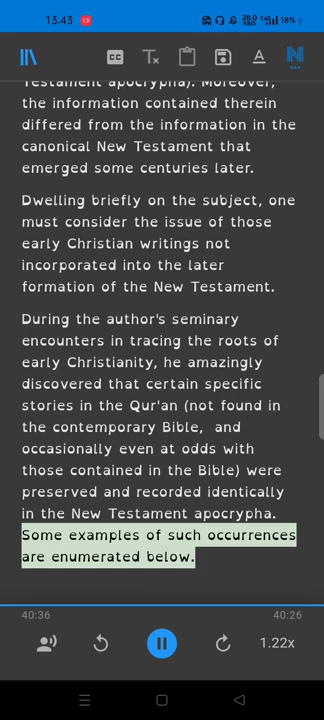 13.43
28.0
KB/S
18%
CC
Testament apocrypha). Moreover,
the information contained therein
differed from the information in the
canonical New Testament that
emerged some centuries later.
Dwelling briefly on the subject, one
must consider the issue of those
early Christian writings not
incorporated into the later
formation of the New Testament.
During the author's seminary
encounters in tracing the roots of
early Christianity, he amazingly
discovered that certain specific
stories in the Qur'an (not found in
the contemporary Bible,  and
occasionally even at odds with
those contained in the Bible) were
preserved and recorded identically
in the New Testament apocrypha.
Some examples of such occurrences
are enumerated below.
40:36
40:26
1.22x